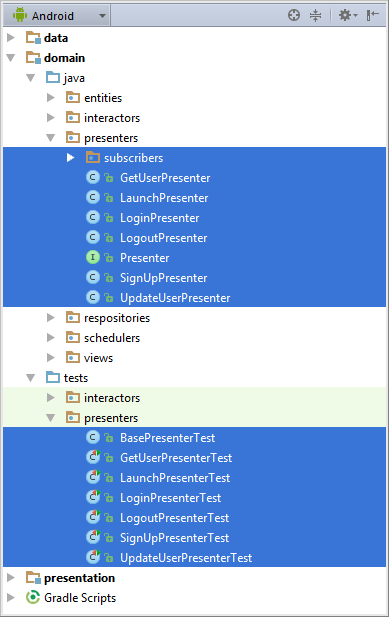 Android
data
domain
java
entities
interactors
presenters
subscribers
C GetUserPresenter
C LaunchPresenter
C LoginPresenter
C LogoutPresenter
I Presenter
C SignUpPresenter
C UpdateUserPresenter
respositories
schedulers
views
tests
interactors
presenters
C BasePresenterTest
C GetUserPresenterTest
C LaunchPresenterTest
C LoginPresenterTest
C LogoutPresenterTest
C SignUpPresenterTest
C UpdateUserPresenterTest
presentation
Gradle Scripts